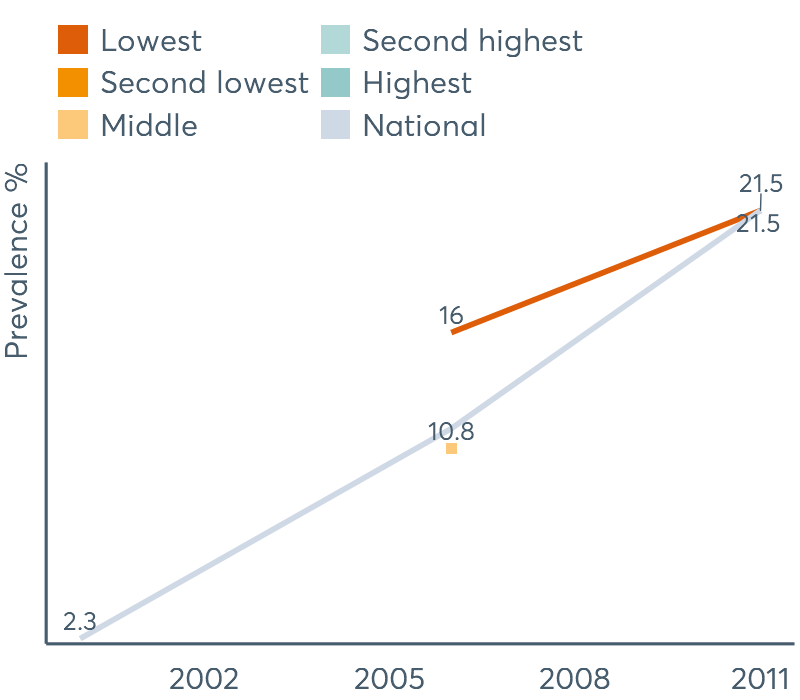 Lowest
Second highest
Second lowest
Highest
Middle
National
Prevalence %
21.5
21.5
16
10.8
2.3
2002
2005
2008
2011